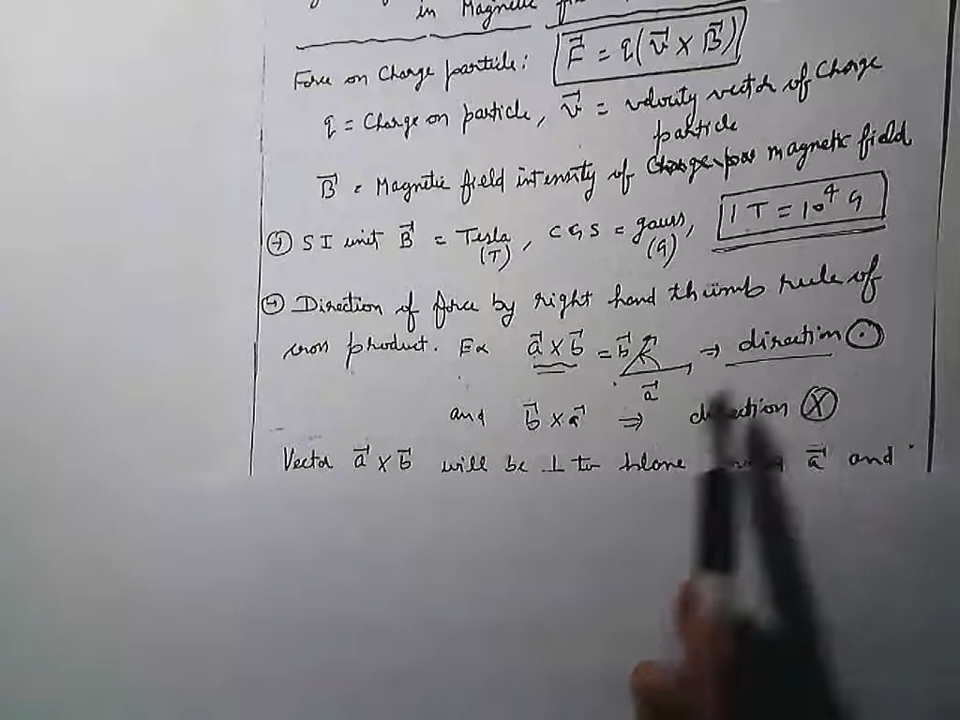 in Magnetic
Force on Charge particle: F⃗ = q(v⃗ × B⃗)
q = Charge on particle, v⃗ = velocity vector of Charge
particle
B⃗ = Magnetic field intensity of magnetic field
→ SI unit B⃗ = Tesla, CGS = gauss, 1 T = 10⁴ G
(T) (G)
→ Direction of force by right hand thumb rule of
cross product. Ex a⃗ × b⃗ = b⃗ ⇒ direction ⊙
a⃗
and b⃗ × a⃗ ⇒ direction ⊗
Vector a⃗ × b⃗ will be ⊥ to plane a⃗ and